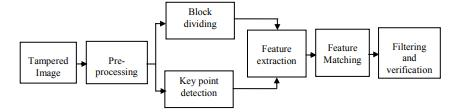 Block
dividing
Tampered
Image
Pre-
processing
Key point
detection
Feature
extraction
Feature
Matching
Filtering
and
verification